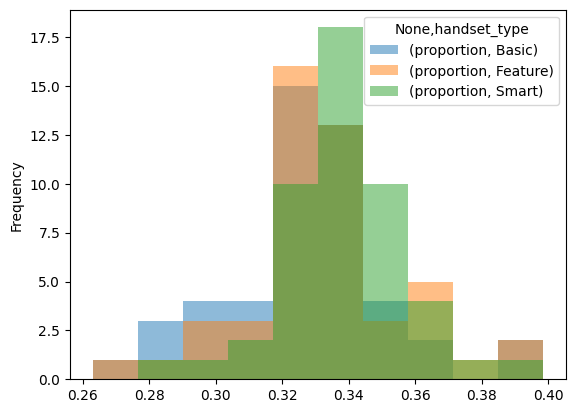 None,handset_type
(proportion, Basic)
(proportion, Feature)
(proportion, Smart)
Frequency
17.5
15.0
12.5
10.0
7.5
5.0
2.5
0.0
0.26 0.28 0.30 0.32 0.34 0.36 0.38 0.40